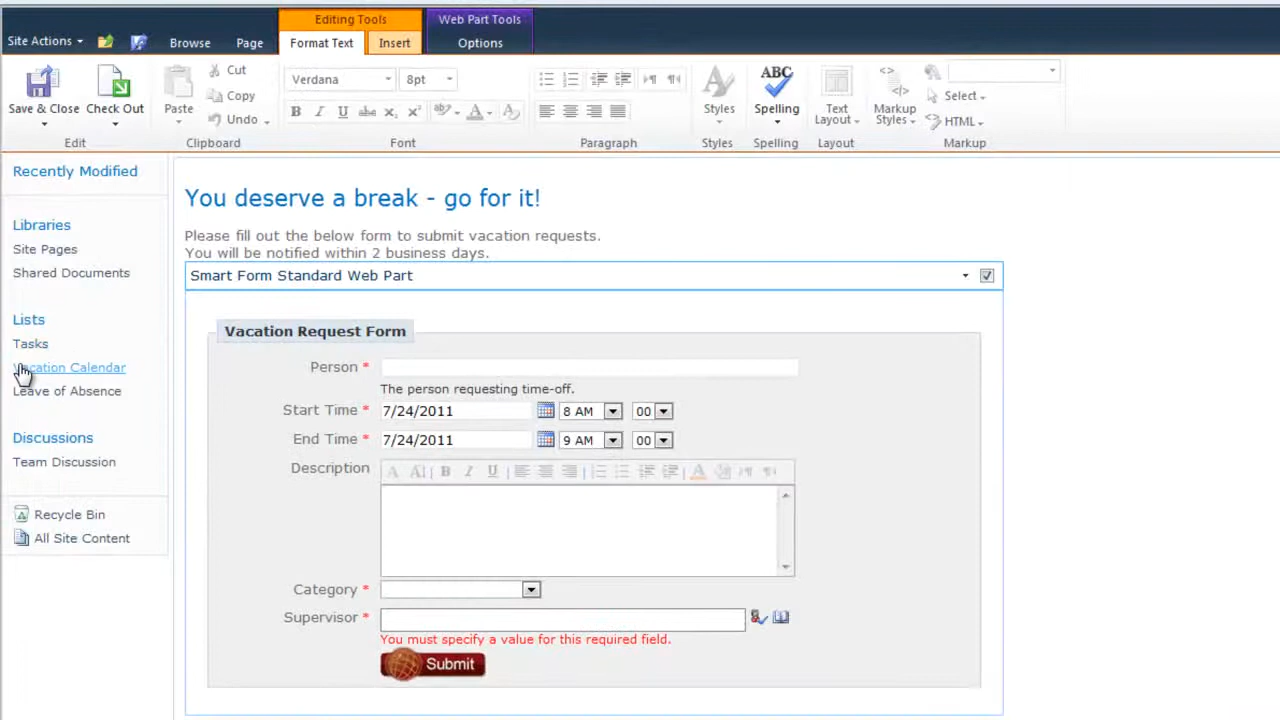 Editing Tools
Web Part Tools
Site Actions
Browse
Page
Format Text
Insert
Options
Save & Close
Check Out
Paste
Cut
Copy
Undo
Verdana
8pt
B I U abc X₂ X²
Styles
ABC
Spelling
Text Layout
Markup Styles
Select
HTML
Edit
Clipboard
Font
Paragraph
Styles
Spelling
Layout
Markup
Recently Modified
Libraries
Site Pages
Shared Documents
Lists
Tasks
Vacation Calendar
Leave of Absence
Discussions
Team Discussion
Recycle Bin
All Site Content
You deserve a break - go for it!
Please fill out the below form to submit vacation requests.
You will be notified within 2 business days.
Smart Form Standard Web Part
Vacation Request Form
Person *
The person requesting time-off.
Start Time * 7/24/2011 8 AM 00
End Time * 7/24/2011 9 AM 00
Description
A A B I U A
Category *
Supervisor *
You must specify a value for this required field.
Submit